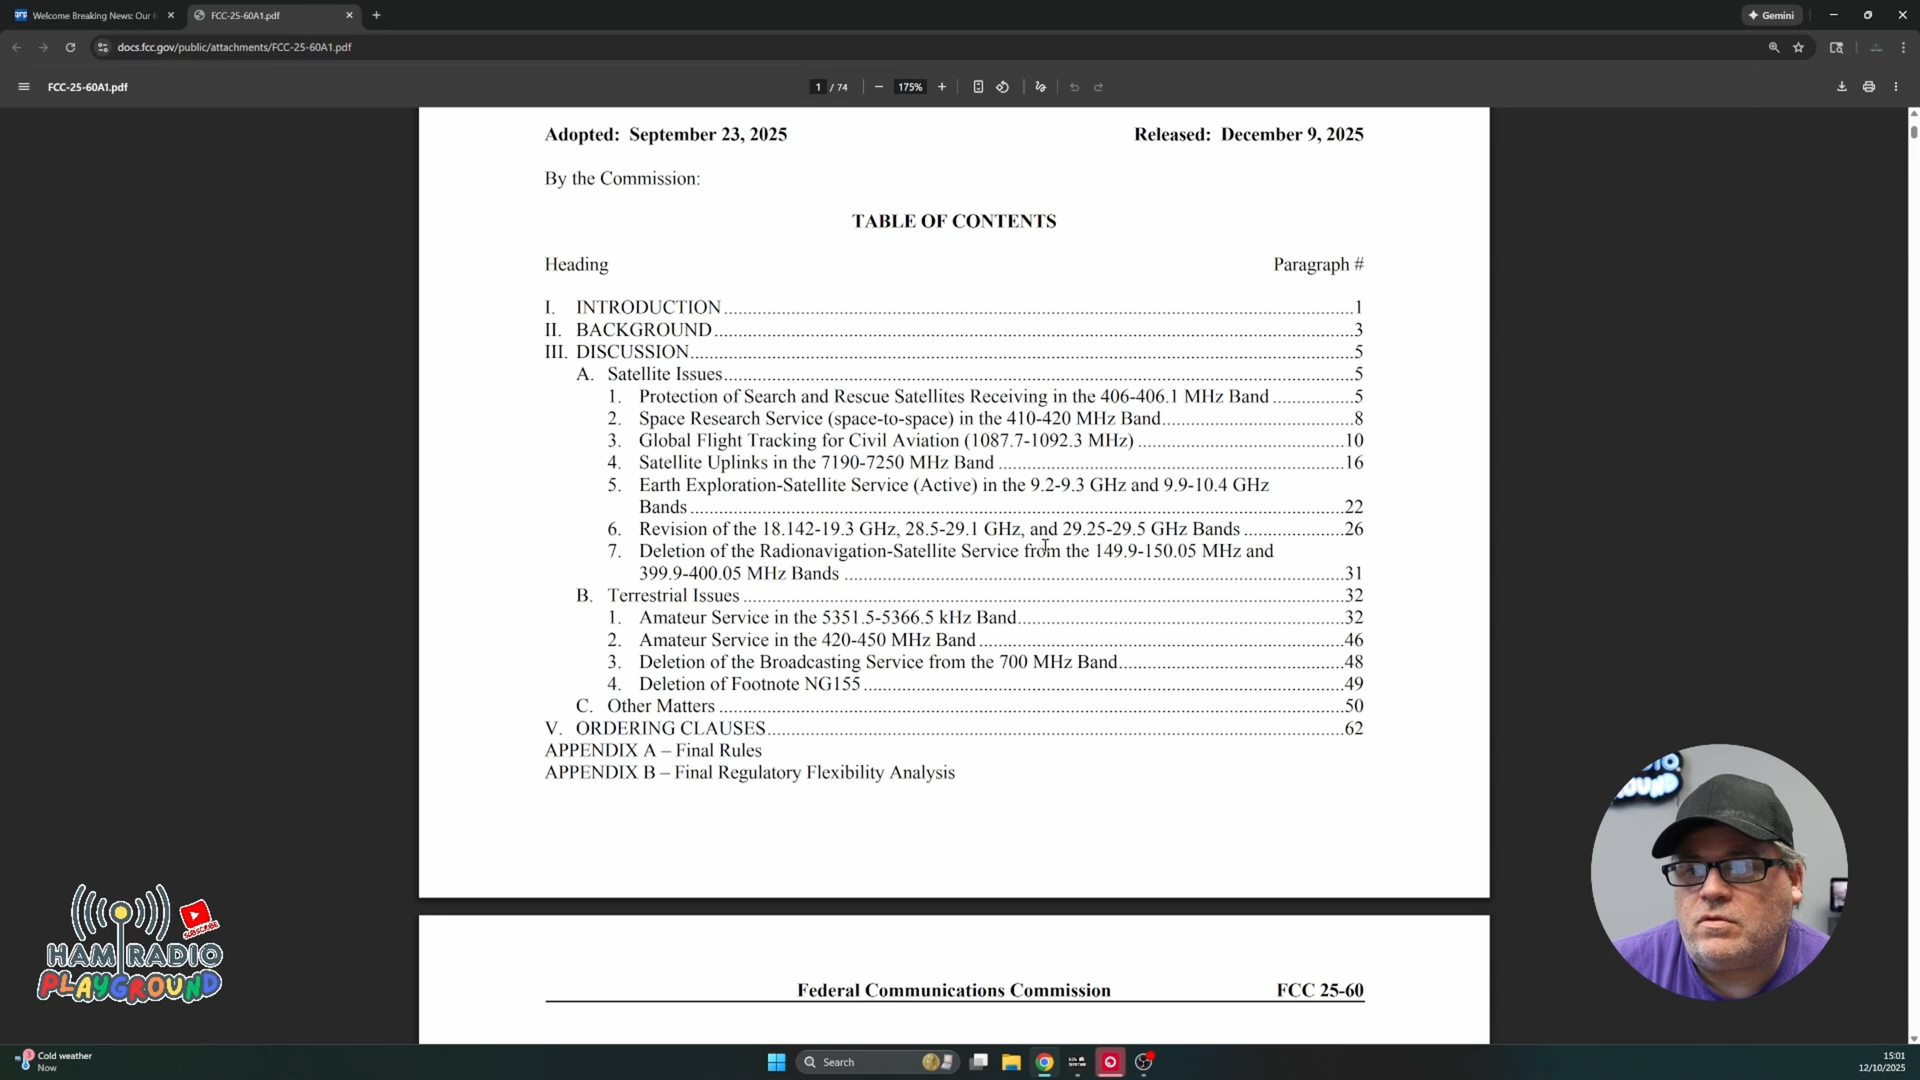 Welcome Breaking News: Our 6
FCC-25-60A1.pdf
Gemini
docs.fcc.gov/public/attachments/FCC-25-60A1.pdf
FCC-25-60A1.pdf
1 / 74
175%
Adopted: September 23, 2025 Released: December 9, 2025
By the Commission:
TABLE OF CONTENTS
Heading Paragraph #
I. INTRODUCTION 1
II. BACKGROUND 3
III. DISCUSSION 5
A. Satellite Issues 5
1. Protection of Search and Rescue Satellites Receiving in the 406-406.1 MHz Band 5
2. Space Research Service (space-to-space) in the 410-420 MHz Band 8
3. Global Flight Tracking for Civil Aviation (1087.7-1092.3 MHz) 10
4. Satellite Uplinks in the 7190-7250 MHz Band 16
5. Earth Exploration-Satellite Service (Active) in the 9.2-9.3 GHz and 9.9-10.4 GHz
Bands 22
6. Revision of the 18.142-19.3 GHz, 28.5-29.1 GHz, and 29.25-29.5 GHz Bands 26
7. Deletion of the Radionavigation-Satellite Service from the 149.9-150.05 MHz and
399.9-400.05 MHz Bands 31
B. Terrestrial Issues 32
1. Amateur Service in the 5351.5-5366.5 kHz Band 32
2. Amateur Service in the 420-450 MHz Band 46
3. Deletion of the Broadcasting Service from the 700 MHz Band 48
4. Deletion of Footnote NG155 49
C. Other Matters 50
V. ORDERING CLAUSES 62
APPENDIX A – Final Rules
APPENDIX B – Final Regulatory Flexibility Analysis
Federal Communications Commission FCC 25-60
SUBSCRIBE
HAM RADIO
PLAYGROUND
Cold weather
Now
Search
15:01
12/10/2025